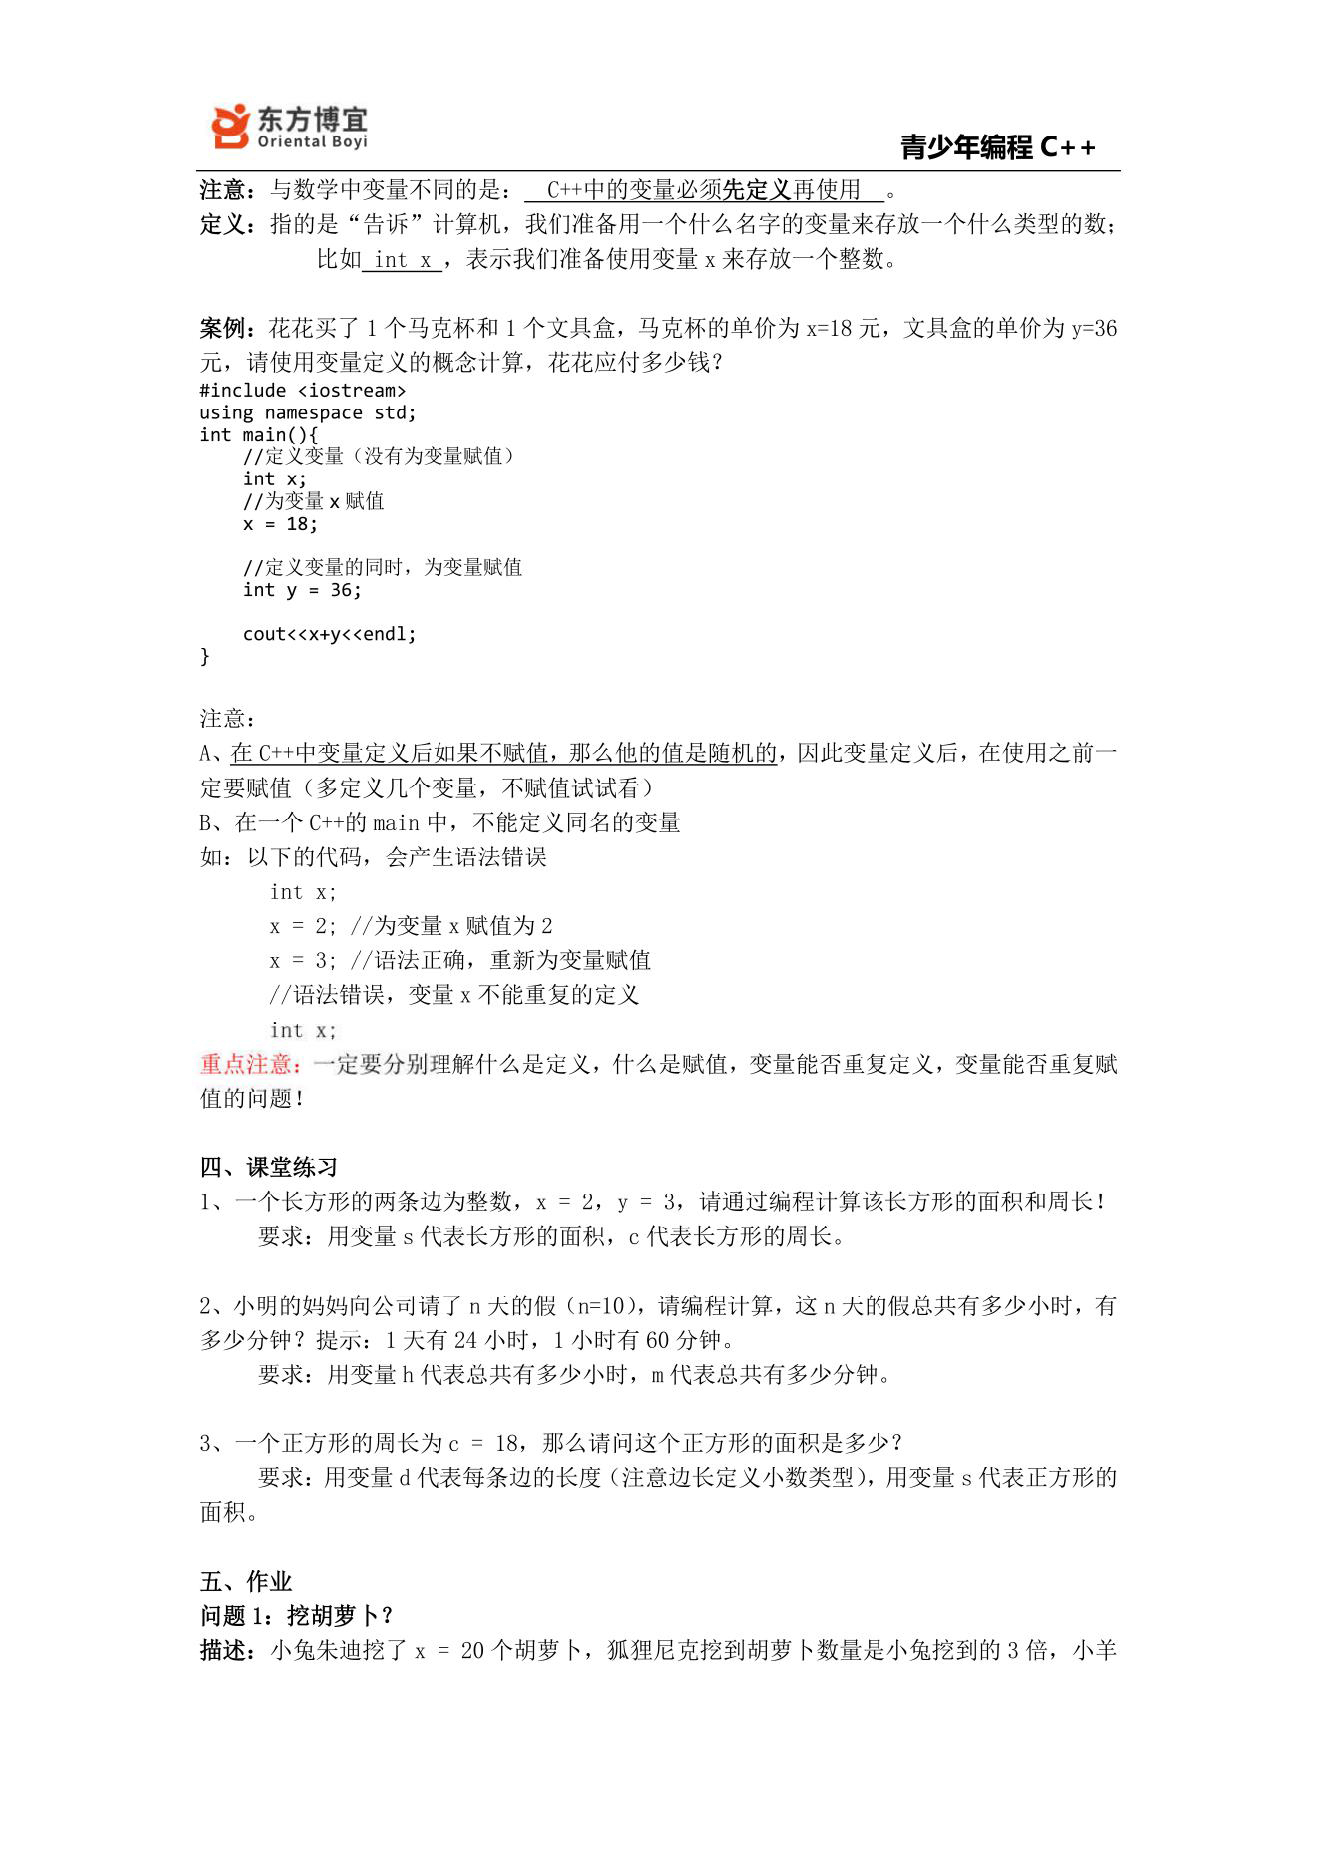 东方博宜
Oriental Boyi
青少年编程 C++
注意：与数学中变量不同的是： C++中的变量必须先定义再使用 。
定义：指的是“告诉”计算机，我们准备用一个什么名字的变量来存放一个什么类型的数；
比如 int x ，表示我们准备使用变量 x 来存放一个整数。
案例：花花买了 1 个马克杯和 1 个文具盒，马克杯的单价为 x=18 元，文具盒的单价为 y=36
元，请使用变量定义的概念计算，花花应付多少钱？
#include <iostream>
using namespace std;
int main(){
    //定义变量（没有为变量赋值）
    int x;
    //为变量 x 赋值
    x = 18;
    //定义变量的同时，为变量赋值
    int y = 36;
    cout<<x+y<<endl;
}
注意：
A、在 C++中变量定义后如果不赋值，那么他的值是随机的，因此变量定义后，在使用之前一
定要赋值（多定义几个变量，不赋值试试看）
B、在一个 C++的 main 中，不能定义同名的变量
如：以下的代码，会产生语法错误
int x;
x = 2; //为变量 x 赋值为 2
x = 3; //语法正确，重新为变量赋值
//语法错误，变量 x 不能重复的定义
int x;
重点注意：一定要分别理解什么是定义，什么是赋值，变量能否重复定义，变量能否重复赋
值的问题！
四、课堂练习
1、一个长方形的两条边为整数，x = 2，y = 3，请通过编程计算该长方形的面积和周长！
要求：用变量 s 代表长方形的面积，c 代表长方形的周长。
2、小明的妈妈向公司请了 n 天的假（n=10），请编程计算，这 n 天的假总共有多少小时，有
多少分钟？提示：1 天有 24 小时，1 小时有 60 分钟。
要求：用变量 h 代表总共有多少小时，m 代表总共有多少分钟。
3、一个正方形的周长为 c = 18，那么请问这个正方形的面积是多少？
要求：用变量 d 代表每条边的长度（注意边长定义小数类型），用变量 s 代表正方形的
面积。
五、作业
问题 1：挖胡萝卜？
描述：小兔朱迪挖了 x = 20 个胡萝卜，狐狸尼克挖到胡萝卜数量是小兔挖到的 3 倍，小羊